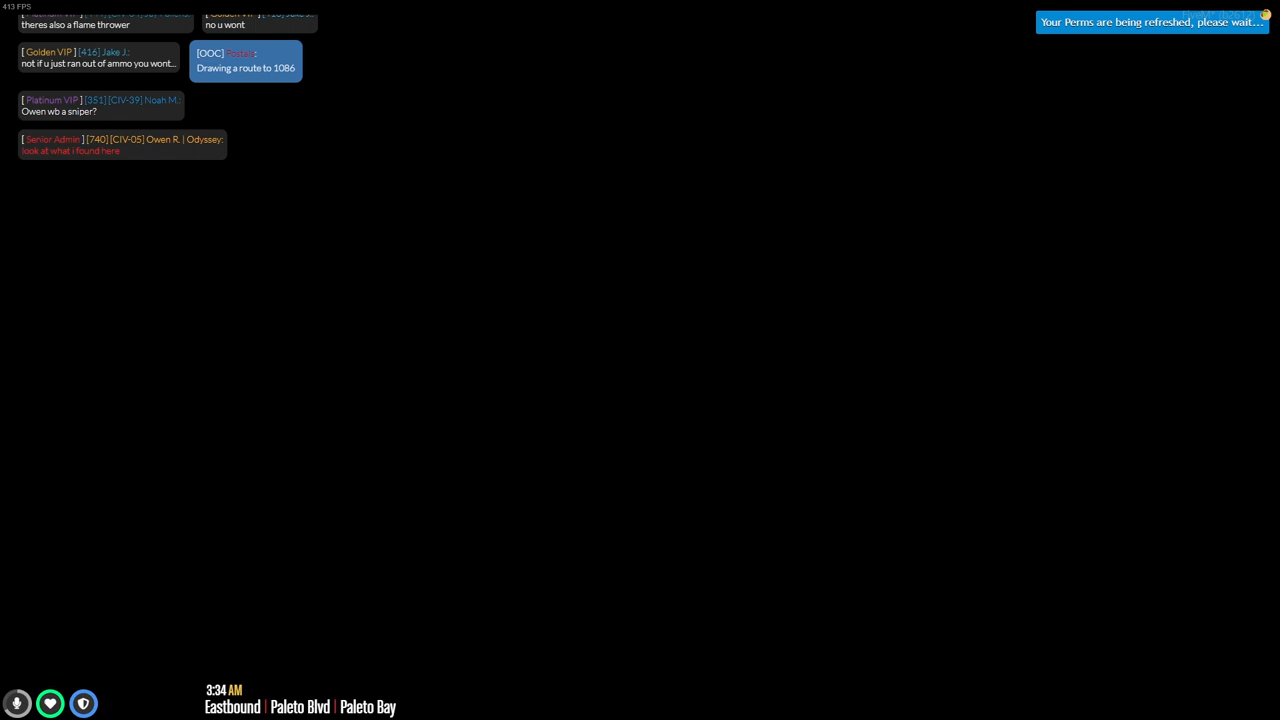 413 FPS
theres also a flame thrower
no u wont
[ Golden VIP ] [416] Jake J.:
not if u just ran out of ammo you wont...
[OOC] Postals:
Drawing a route to 1086
[ Platinum VIP ] [351] [CIV-39] Noah M.:
Owen wb a sniper?
[ Senior Admin ] [740] [CIV-05] Owen R. | Odyssey:
look at what i found here
Your Perms are being refreshed, please wait...
3:34 AM
Eastbound | Paleto Blvd | Paleto Bay